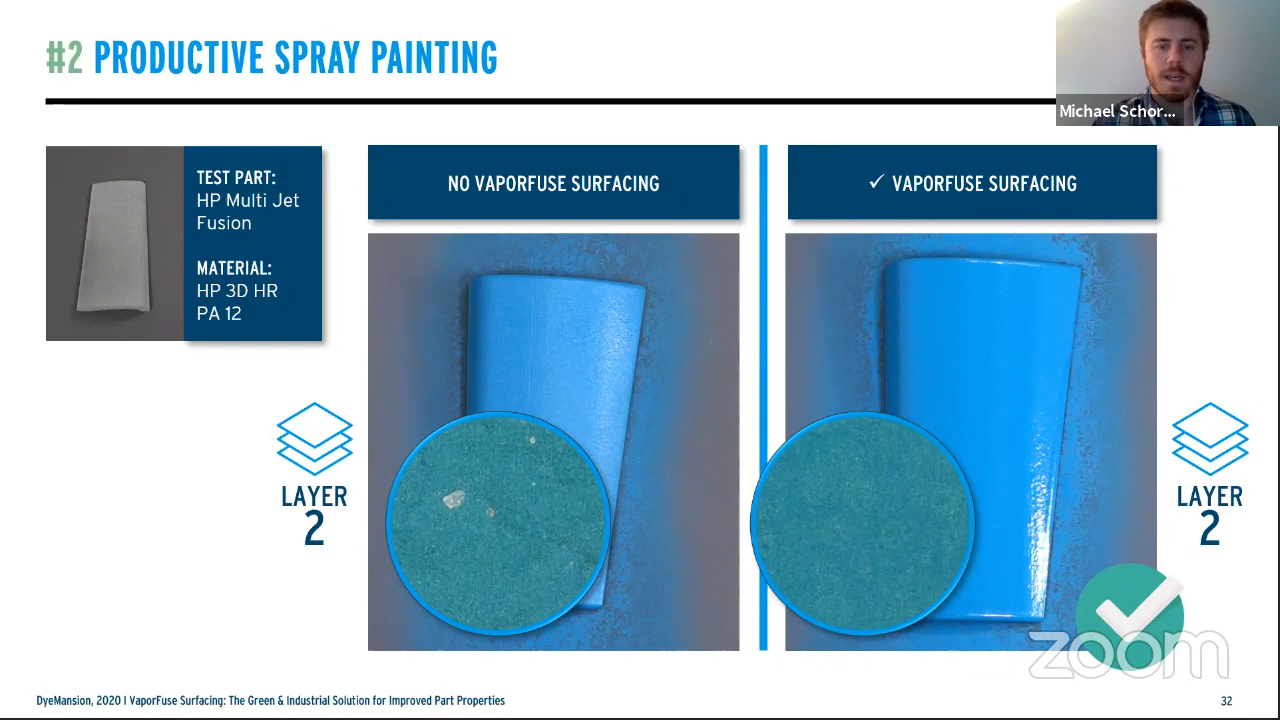 #2 PRODUCTIVE SPRAY PAINTING
Michael Schor...
TEST PART:
HP Multi Jet
Fusion
MATERIAL:
HP 3D HR
PA 12
NO VAPORFUSE SURFACING
✓ VAPORFUSE SURFACING
LAYER
2
LAYER
2
zoom
DyeMansion, 2020 I VaporFuse Surfacing: The Green & Industrial Solution for Improved Part Properties
32